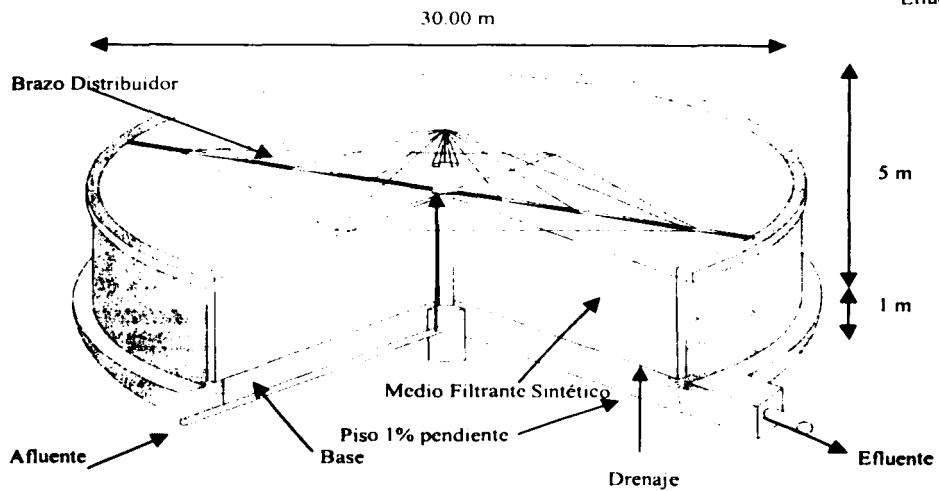 30.00 m
Brazo Distribuidor
5 m
1 m
Medio Filtrante Sintético
Piso 1% pendiente
Afluente
Base
Efluente
Drenaje